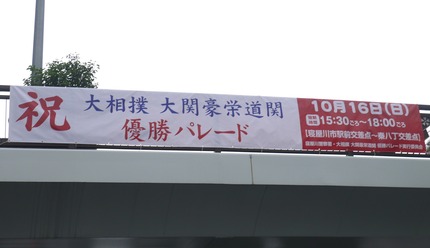 祝
大相撲 大関豪栄道関
優勝パレード
10月16日(日)
15:30ごろ~18:00ごろ
【寝屋川市駅前交差点~秦八丁交差点】